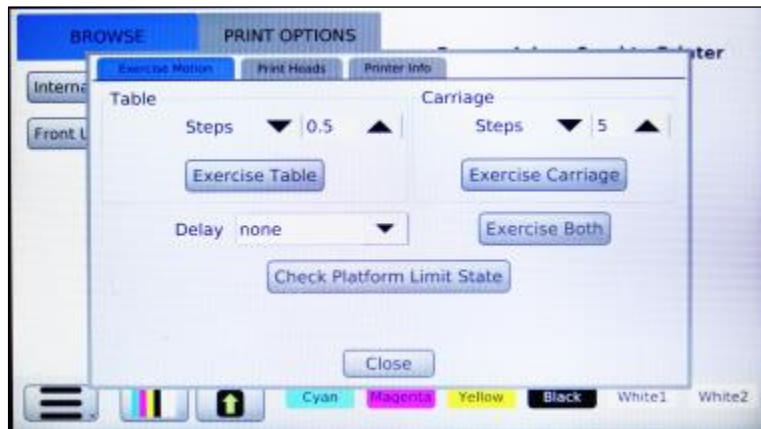 BROWSE PRINT OPTIONS
ter
Exercise Motion Print Heads Printer Info
Interna
Table Carriage
Steps 0.5 Steps 5
Front U
Exercise Table Exercise Carriage
Delay none Exercise Both
Check Platform Limit State
Close
Cyan Magenta Yellow Black White1 White2